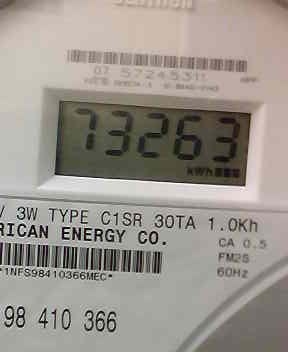 07 57245311
73263
kWh
V 3W TYPE C1SR 30TA 1.0Kh
RICAN ENERGY CO.
CA 0.5
FM2S
60Hz
*1NFS98410366MEC*
98 410 366